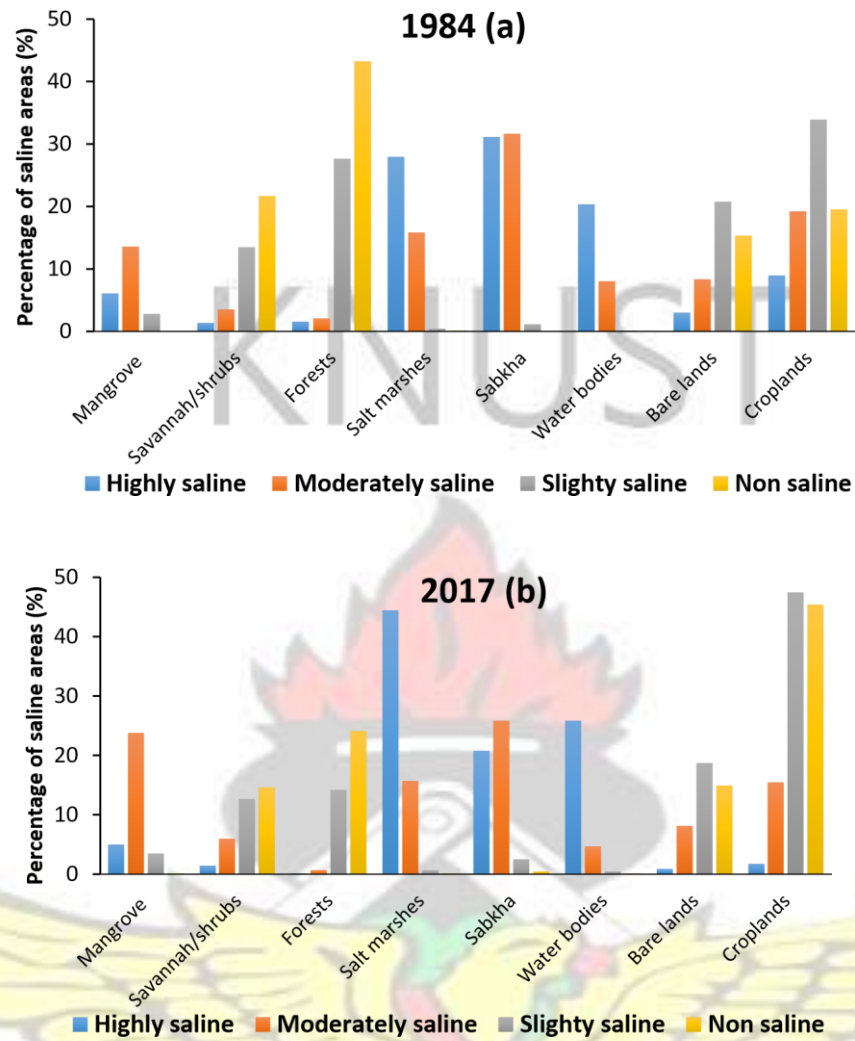 1984 (a)
Percentage of saline areas (%)
50
40
30
20
10
0
Mangrove
Savannah/shrubs
Forests
Salt marshes
Sabkha
Water bodies
Bare lands
Croplands
KNUST
Highly saline Moderately saline Slighty saline Non saline
2017 (b)
Percentage of saline areas (%)
50
40
30
20
10
0
Mangrove
Savannah/shrubs
Forests
Salt marshes
Sabkha
Water bodies
Bare lands
Croplands
Highly saline Moderately saline Slighty saline Non saline